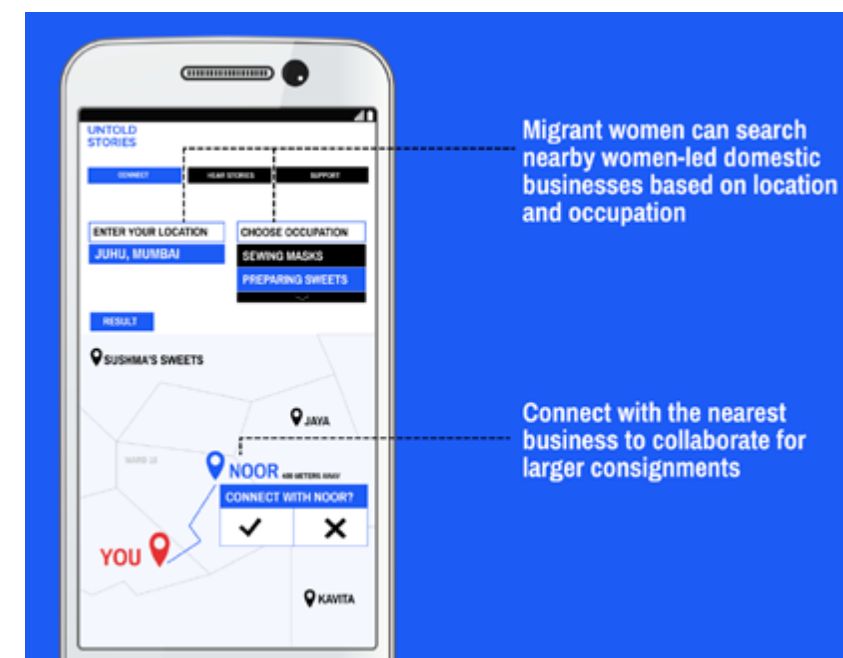 UNTOLD
STORIES
CONNECT
HEAR STORIES
SUPPORT
Migrant women can search
nearby women-led domestic
businesses based on location
and occupation
ENTER YOUR LOCATION
CHOOSE OCCUPATION
JUHU, MUMBAI
SEWING MASKS
PREPARING SWEETS
RESULT
SUSHMA'S SWEETS
JAYA
Connect with the nearest
business to collaborate for
larger consignments
NOOR METERS AWAY
CONNECT WITH NOOR?
YOU
KAVITA